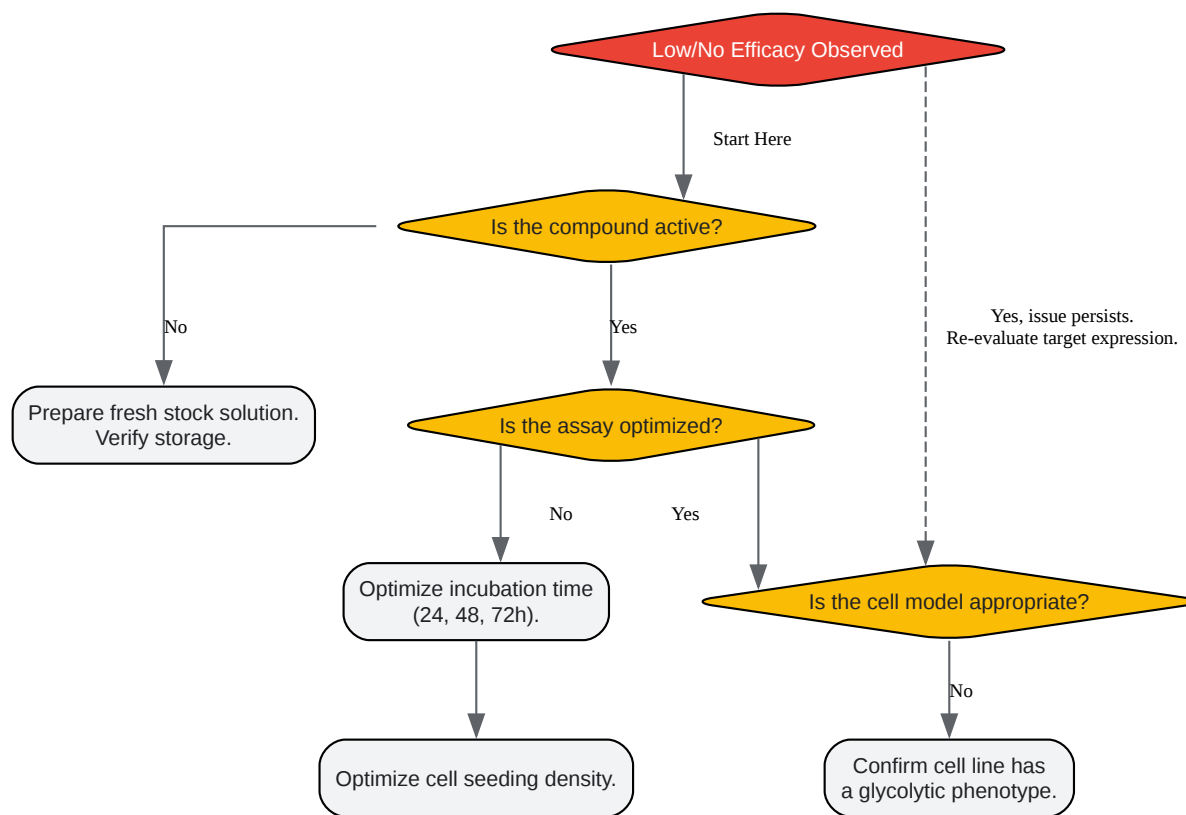 Low/No Efficacy Observed
Start Here
Is the compound active?
No
Yes
Yes, issue persists.
Re-evaluate target expression.
Prepare fresh stock solution.
Verify storage.
Is the assay optimized?
No
Yes
Optimize incubation time
(24, 48, 72h).
Is the cell model appropriate?
No
Optimize cell seeding density.
Confirm cell line has
a glycolytic phenotype.